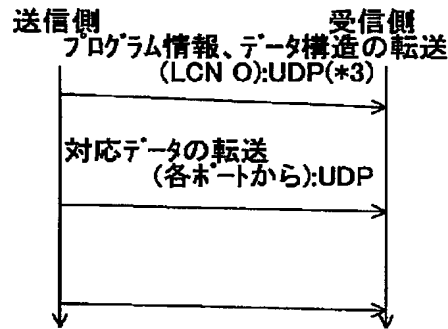 送信側
受信側
プログラム情報、データ構造の転送
(LCN 0):UDP(*3)
対応データの転送
(各ポートから):UDP